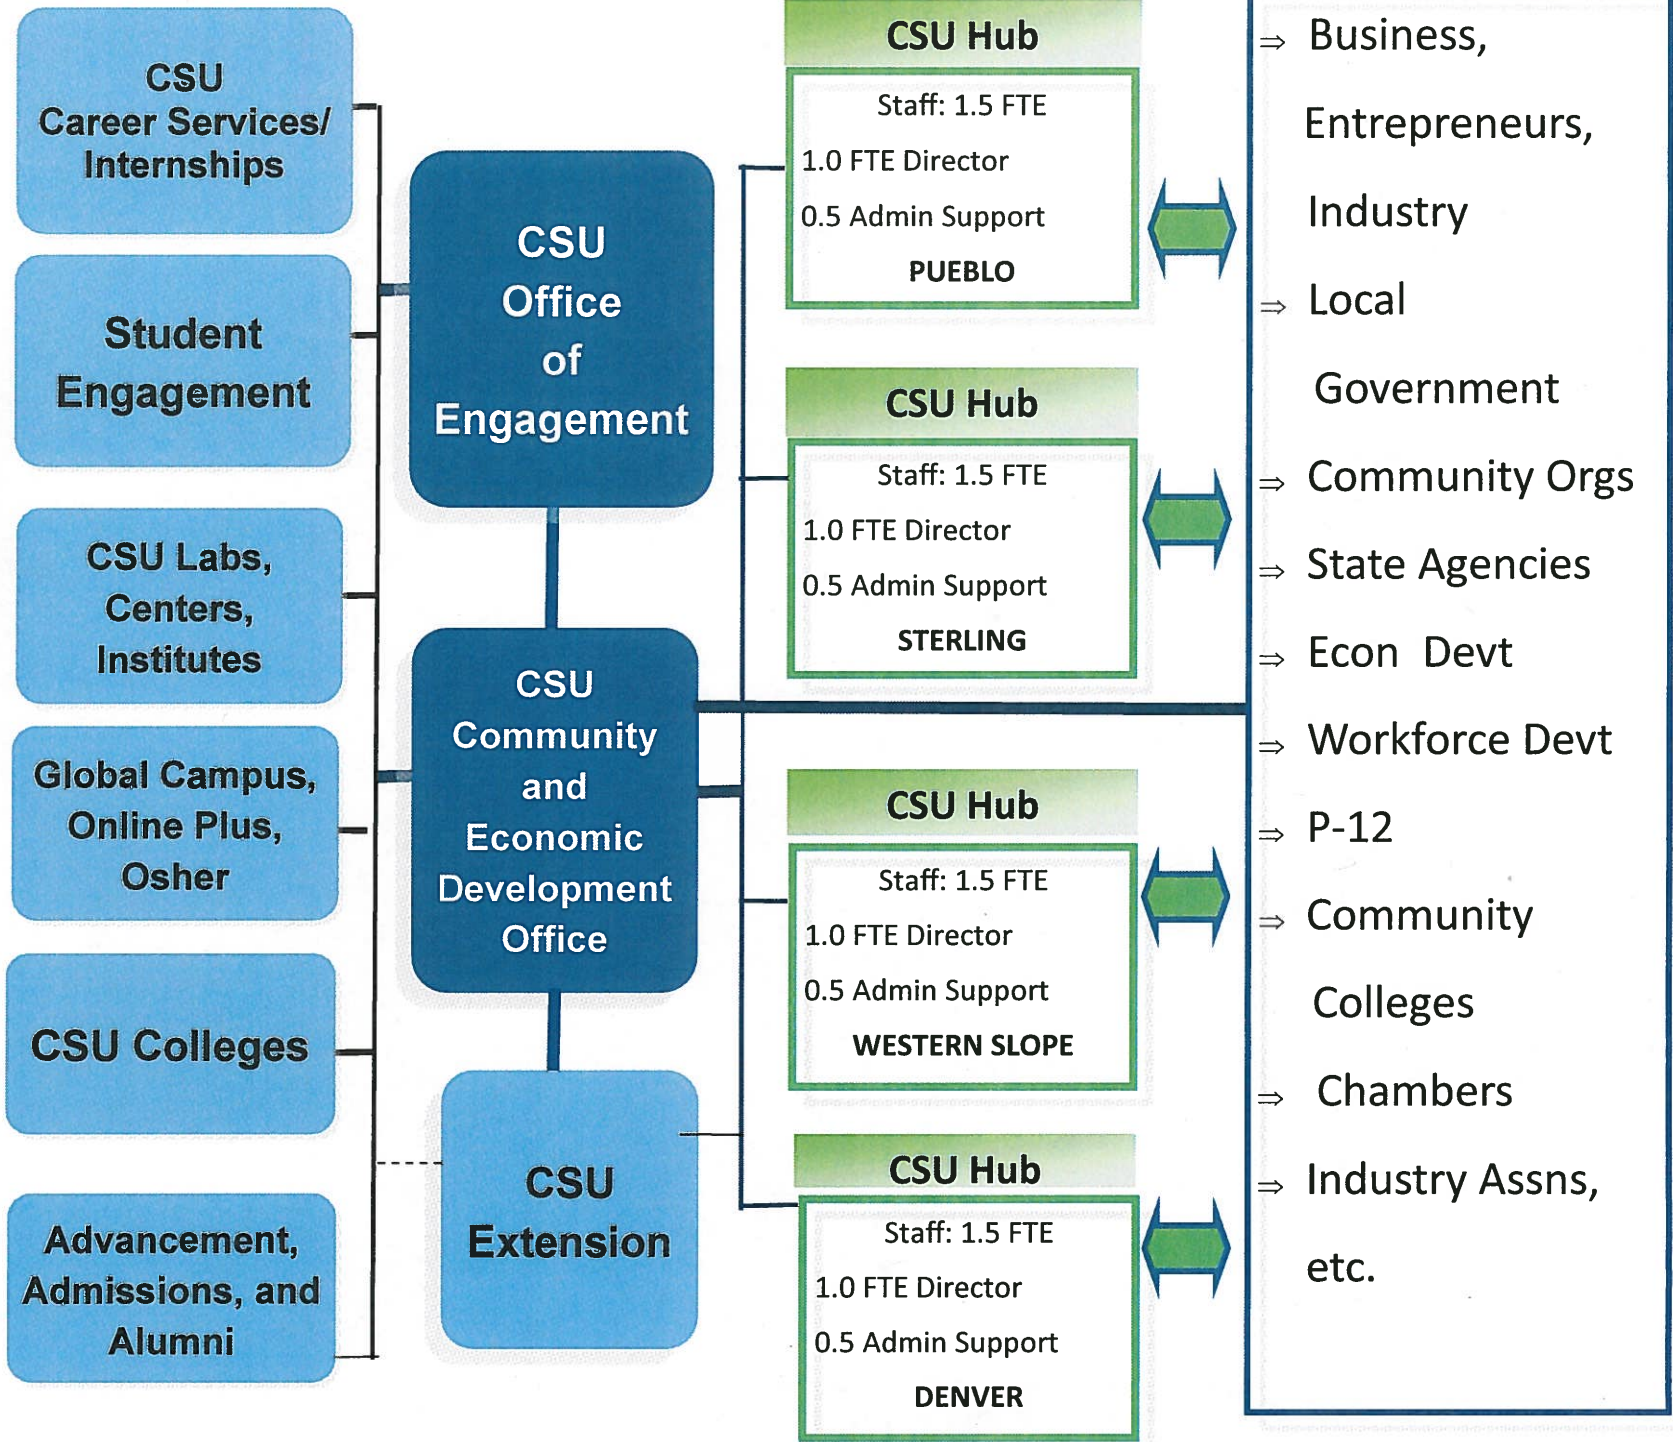 CSU
Career Services/
Internships
Student
Engagement
CSU Labs,
Centers,
Institutes
Global Campus,
Online Plus,
Osher
CSU Colleges
Advancement,
Admissions, and
Alumni
CSU
Office
of
Engagement
CSU
Community
and
Economic
Development
Office
CSU
Extension
CSU Hub
Staff: 1.5 FTE
1.0 FTE Director
0.5 Admin Support
PUEBLO
CSU Hub
Staff: 1.5 FTE
1.0 FTE Director
0.5 Admin Support
STERLING
CSU Hub
Staff: 1.5 FTE
1.0 FTE Director
0.5 Admin Support
WESTERN SLOPE
CSU Hub
Staff: 1.5 FTE
1.0 FTE Director
0.5 Admin Support
DENVER
⇒ Business,
Entrepreneurs,
Industry
⇒ Local
Government
⇒ Community Orgs
⇒ State Agencies
⇒ Econ Devt
⇒ Workforce Devt
⇒ P-12
⇒ Community
Colleges
⇒ Chambers
⇒ Industry Assns,
etc.